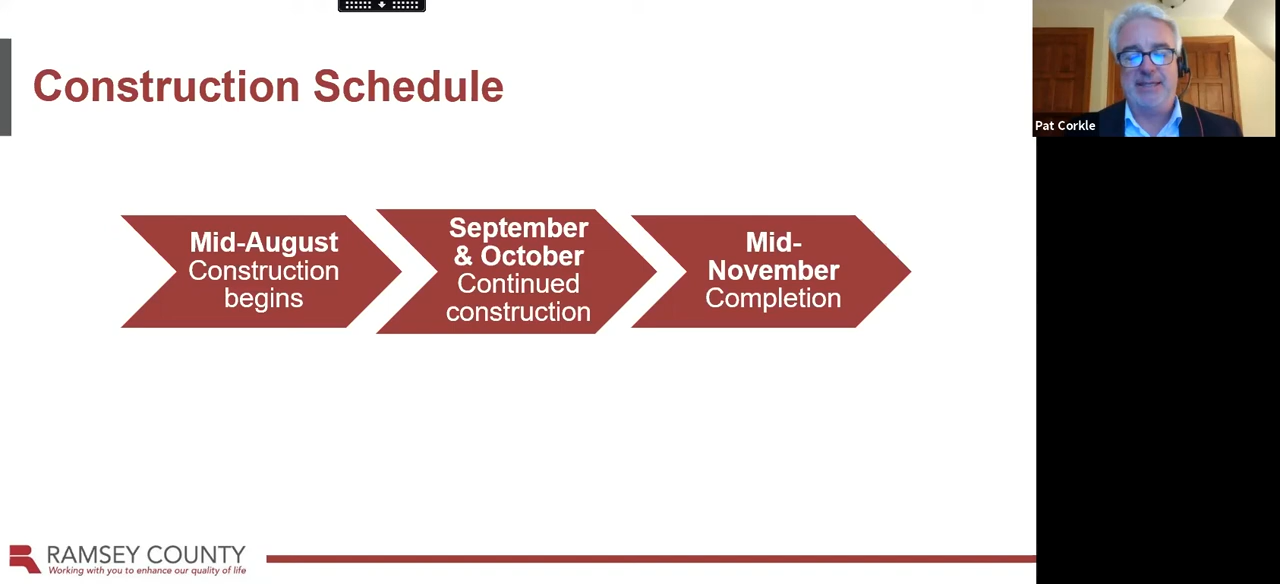 Construction Schedule
Pat Corkle
Mid-August
Construction
begins
September
& October
Continued
construction
Mid-
November
Completion
RAMSEY COUNTY
Working with you to enhance our quality of life